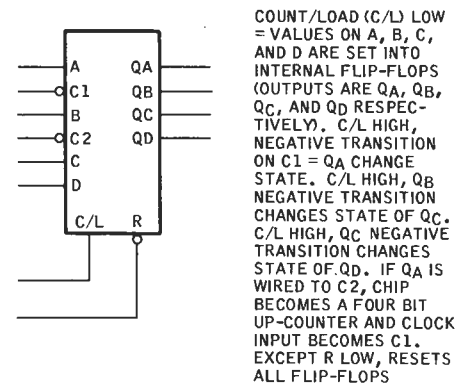 A QA
C1 QB
B QC
C2 QD
C
D
C/L R
COUNT/LOAD (C/L) LOW
= VALUES ON A, B, C,
AND D ARE SET INTO
INTERNAL FLIP-FLOPS
(OUTPUTS ARE QA, QB,
QC, AND QD RESPEC-
TIVELY). C/L HIGH,
NEGATIVE TRANSITION
ON C1 = QA CHANGE
STATE. C/L HIGH, QB
NEGATIVE TRANSITION
CHANGES STATE OF QC.
C/L HIGH, QC NEGATIVE
TRANSITION CHANGES
STATE OF QD. IF QA IS
WIRED TO C2, CHIP
BECOMES A FOUR BIT
UP-COUNTER AND CLOCK
INPUT BECOMES C1.
EXCEPT R LOW, RESETS
ALL FLIP-FLOPS